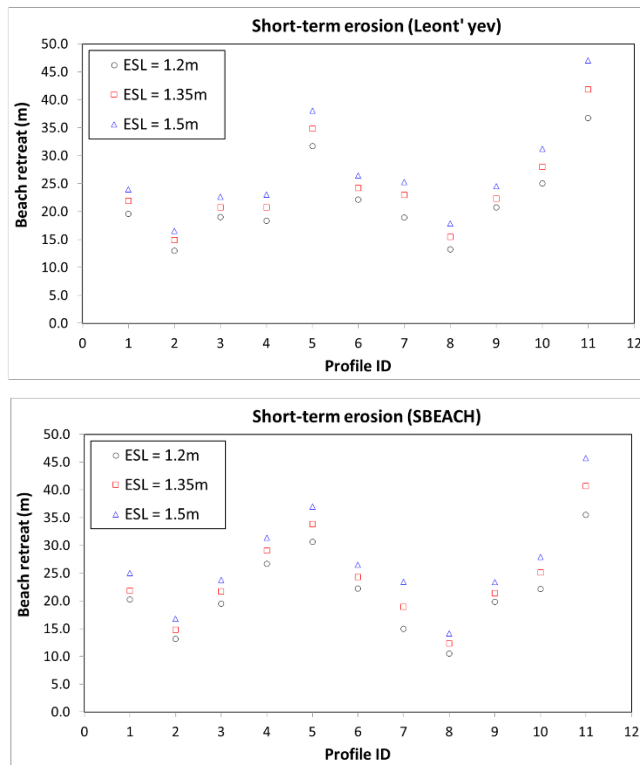 Short-term erosion (Leont' yev)
50.0
45.0
40.0
35.0
30.0
25.0
20.0
15.0
10.0
5.0
0.0
Beach retreat (m)
ESL = 1.2m
ESL = 1.35m
ESL = 1.5m
0 1 2 3 4 5 6 7 8 9 10 11 12
Profile ID
Short-term erosion (SBEACH)
50.0
45.0
40.0
35.0
30.0
25.0
20.0
15.0
10.0
5.0
0.0
Beach retreat (m)
ESL = 1.2m
ESL = 1.35m
ESL = 1.5m
0 1 2 3 4 5 6 7 8 9 10 11 12
Profile ID